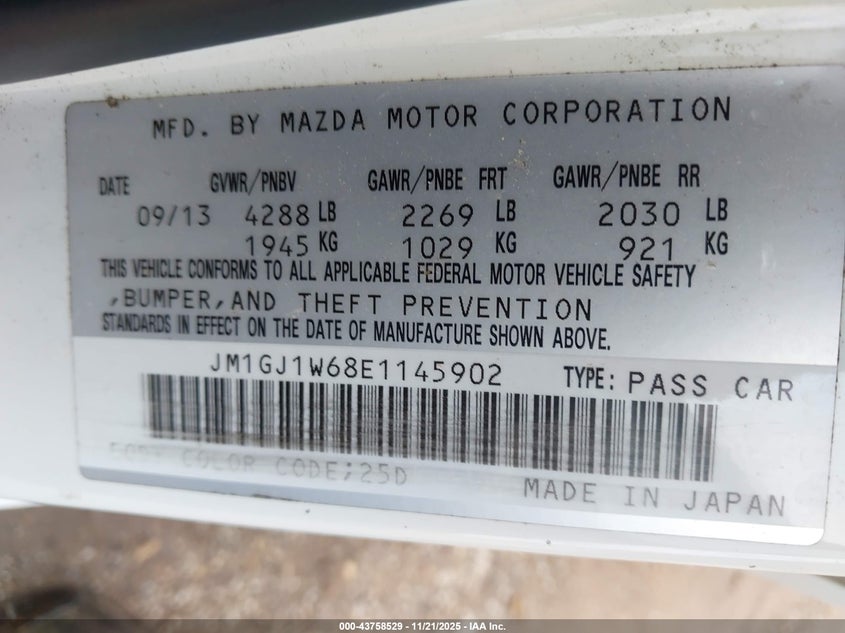 MFD. BY MAZDA MOTOR CORPORATION
DATE GVWR/PNBV GAWR/PNBE FRT GAWR/PNBE RR
09/13 4288 LB 2269 LB 2030 LB
1945 KG 1029 KG 921 KG
THIS VEHICLE CONFORMS TO ALL APPLICABLE FEDERAL MOTOR VEHICLE SAFETY
,BUMPER,AND THEFT PREVENTION
STANDARDS IN EFFECT ON THE DATE OF MANUFACTURE SHOWN ABOVE.
JM1GJ1W68E1145902 TYPE: PASS CAR
BODY COLOR CODE;25D
MADE IN JAPAN
000-43758529 - 11/21/2025 - IAA Inc.